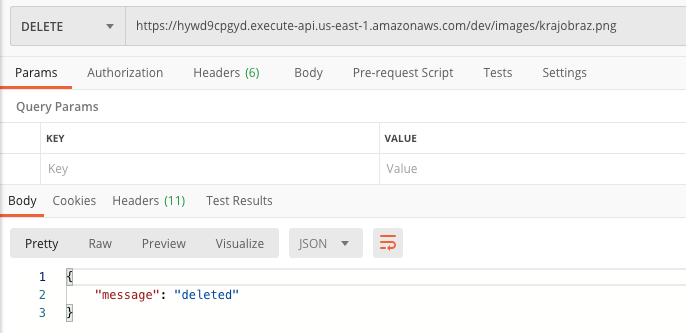 DELETE https://hywd9cpgyd.execute-api.us-east-1.amazonaws.com/dev/images/krajobraz.png
Params Authorization Headers (6) Body Pre-request Script Tests Settings
Query Params
KEY VALUE
Key Value
Body Cookies Headers (11) Test Results
Pretty Raw Preview Visualize JSON
1 {
2 "message": "deleted"
3 }